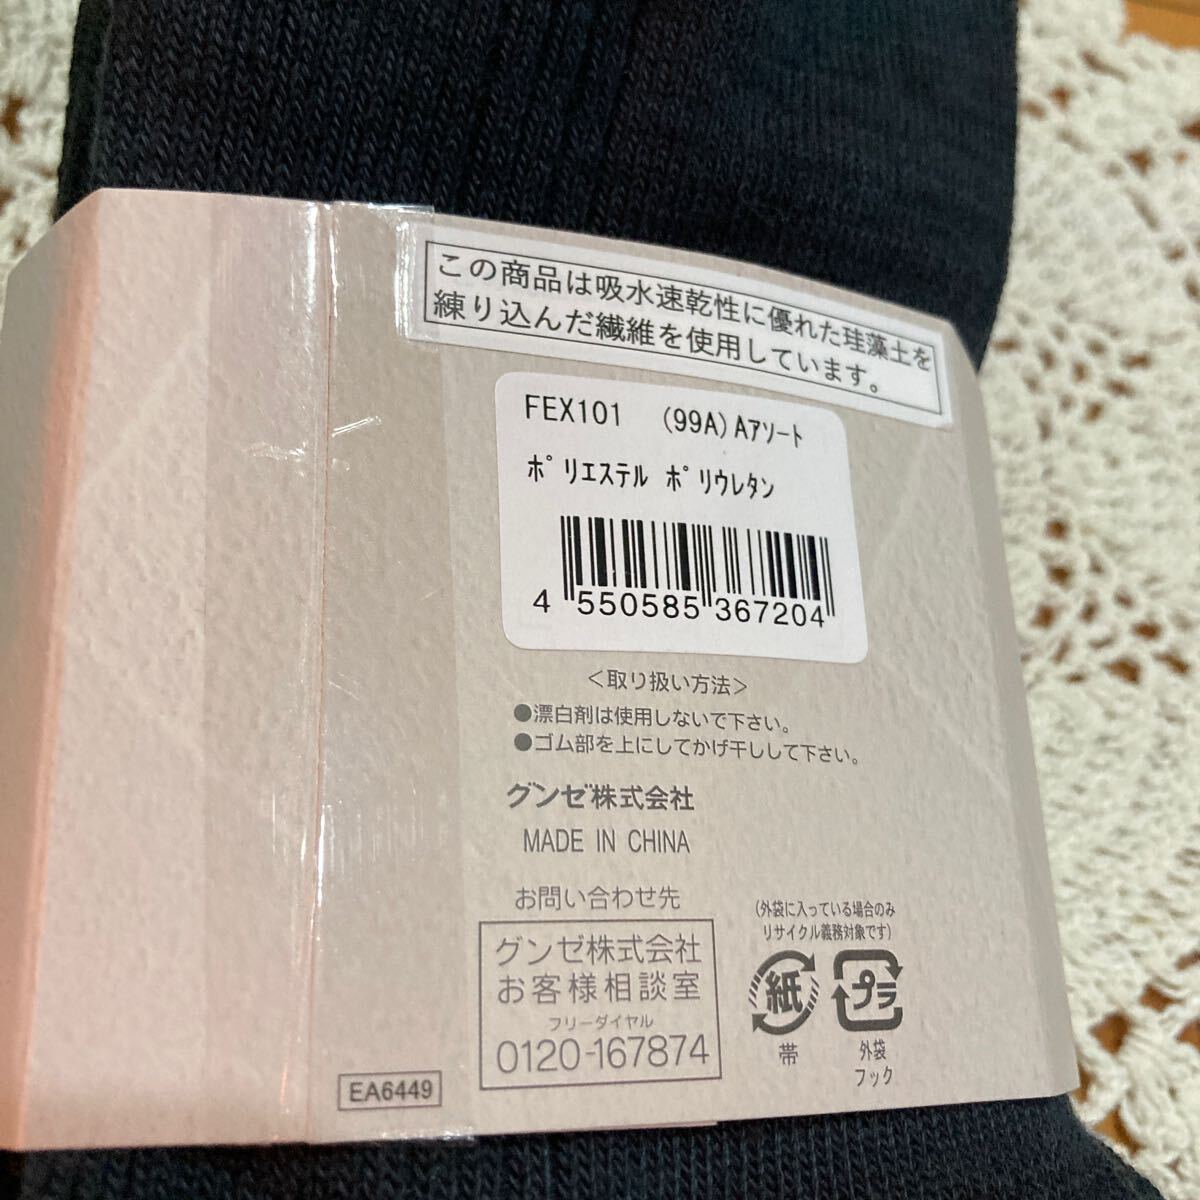 この商品は吸水速乾性に優れた珪藻土を
練り込んだ繊維を使用しています。
FEX101 (99A)Aアソート
ポリエステル ポリウレタン
4 550585 367204
＜取り扱い方法＞
●漂白剤は使用しないで下さい。
●ゴム部を上にしてかげ干しして下さい。
グンゼ株式会社
MADE IN CHINA
お問い合わせ先
グンゼ株式会社
お客様相談室
フリーダイヤル
0120-167874
(外袋に入っている場合のみ
リサイクル義務対象です)
紙
帯
プラ
外袋
フック
EA6449